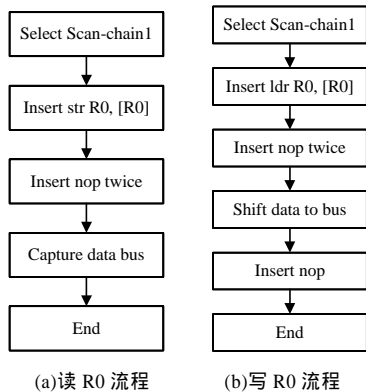 Select Scan-chain1
Insert str R0, [R0]
Insert nop twice
Capture data bus
End
(a)读 R0 流程
Select Scan-chain1
Insert ldr R0, [R0]
Insert nop twice
Shift data to bus
Insert nop
End
(b)写 R0 流程